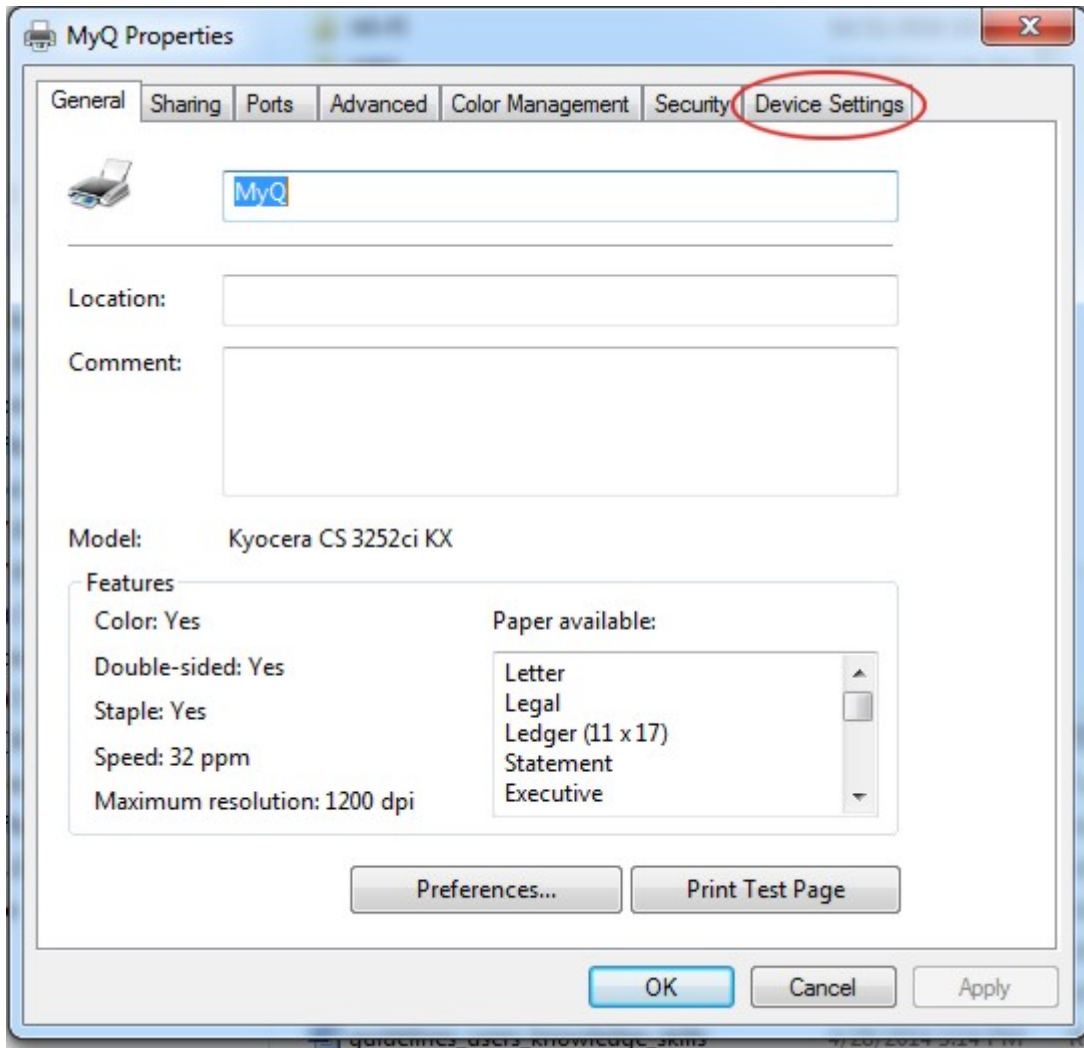 MyQ Properties
General Sharing Ports Advanced Color Management Security Device Settings
MyQ
Location:
Comment:
Model: Kyocera CS 3252ci KX
Features
Color: Yes
Double-sided: Yes
Staple: Yes
Speed: 32 ppm
Maximum resolution: 1200 dpi
Paper available:
Letter
Legal
Ledger (11 x 17)
Statement
Executive
Preferences... Print Test Page
OK Cancel Apply
guidelines_users_knowledge_skills